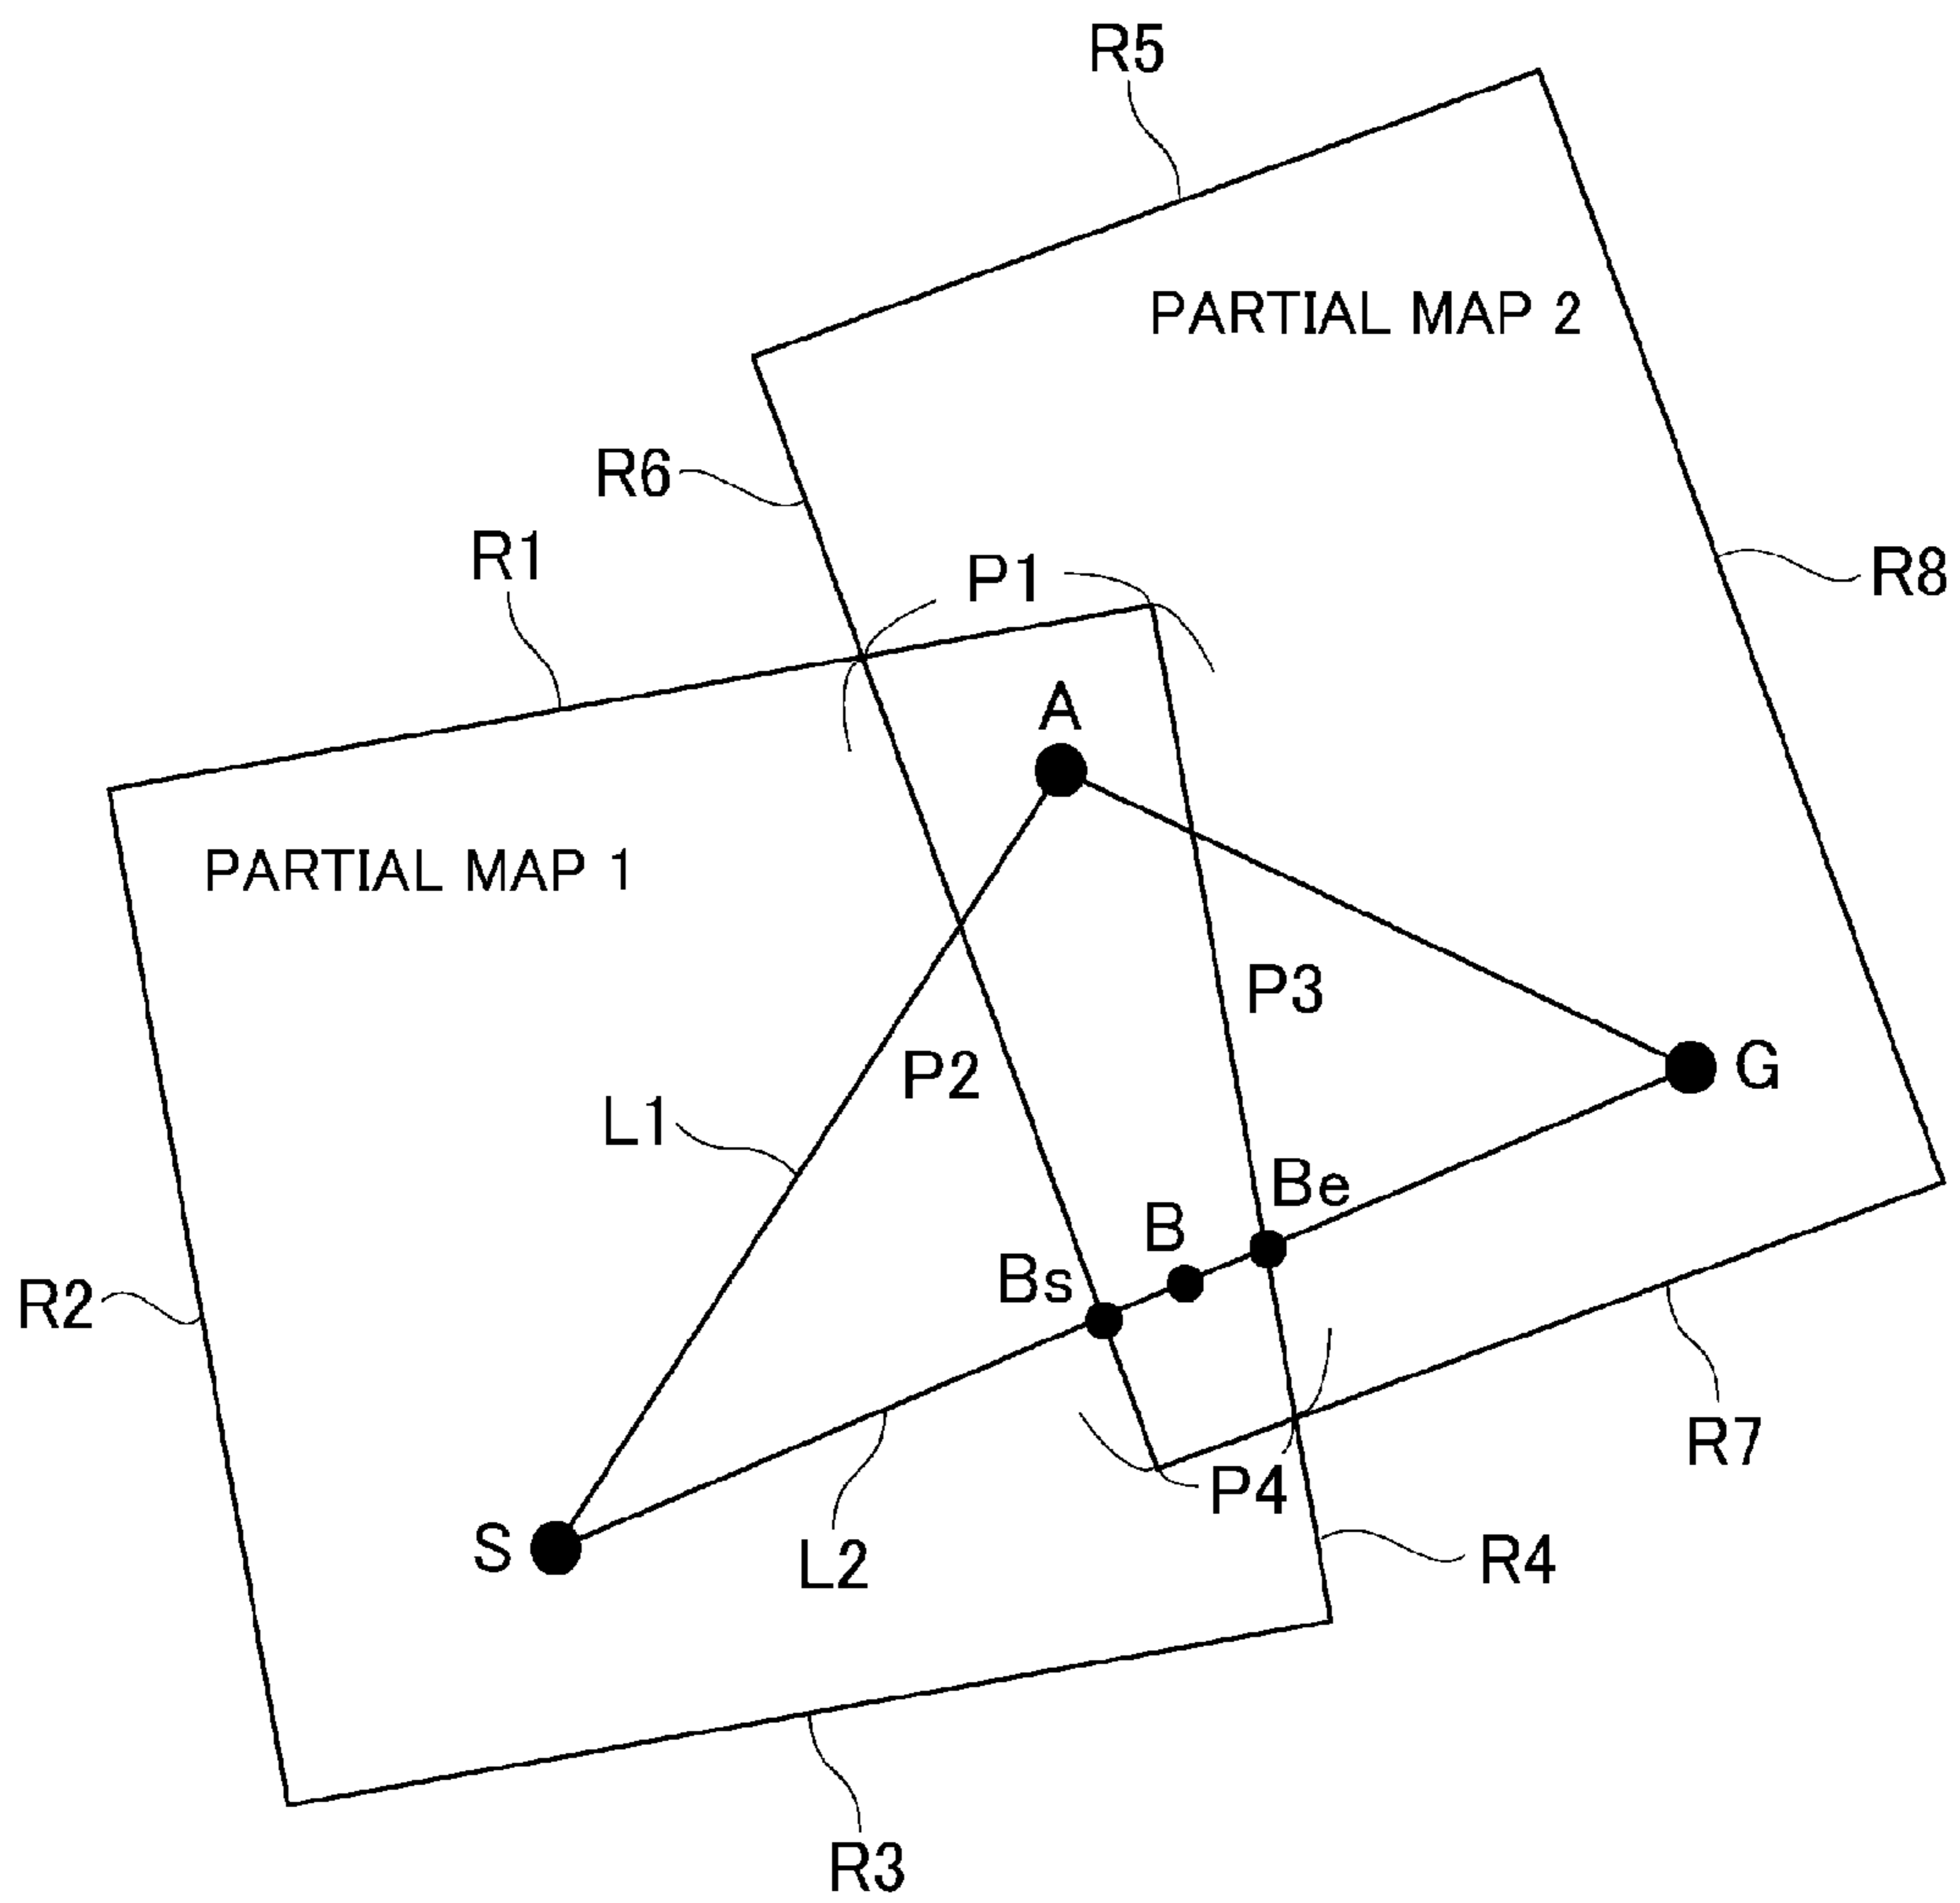 R5
PARTIAL MAP 2
R6
R1
P1
R8
A
PARTIAL MAP 1
P3
P2
G
L1
Be
B
Bs
R2
R7
P4
S
L2
R4
R3